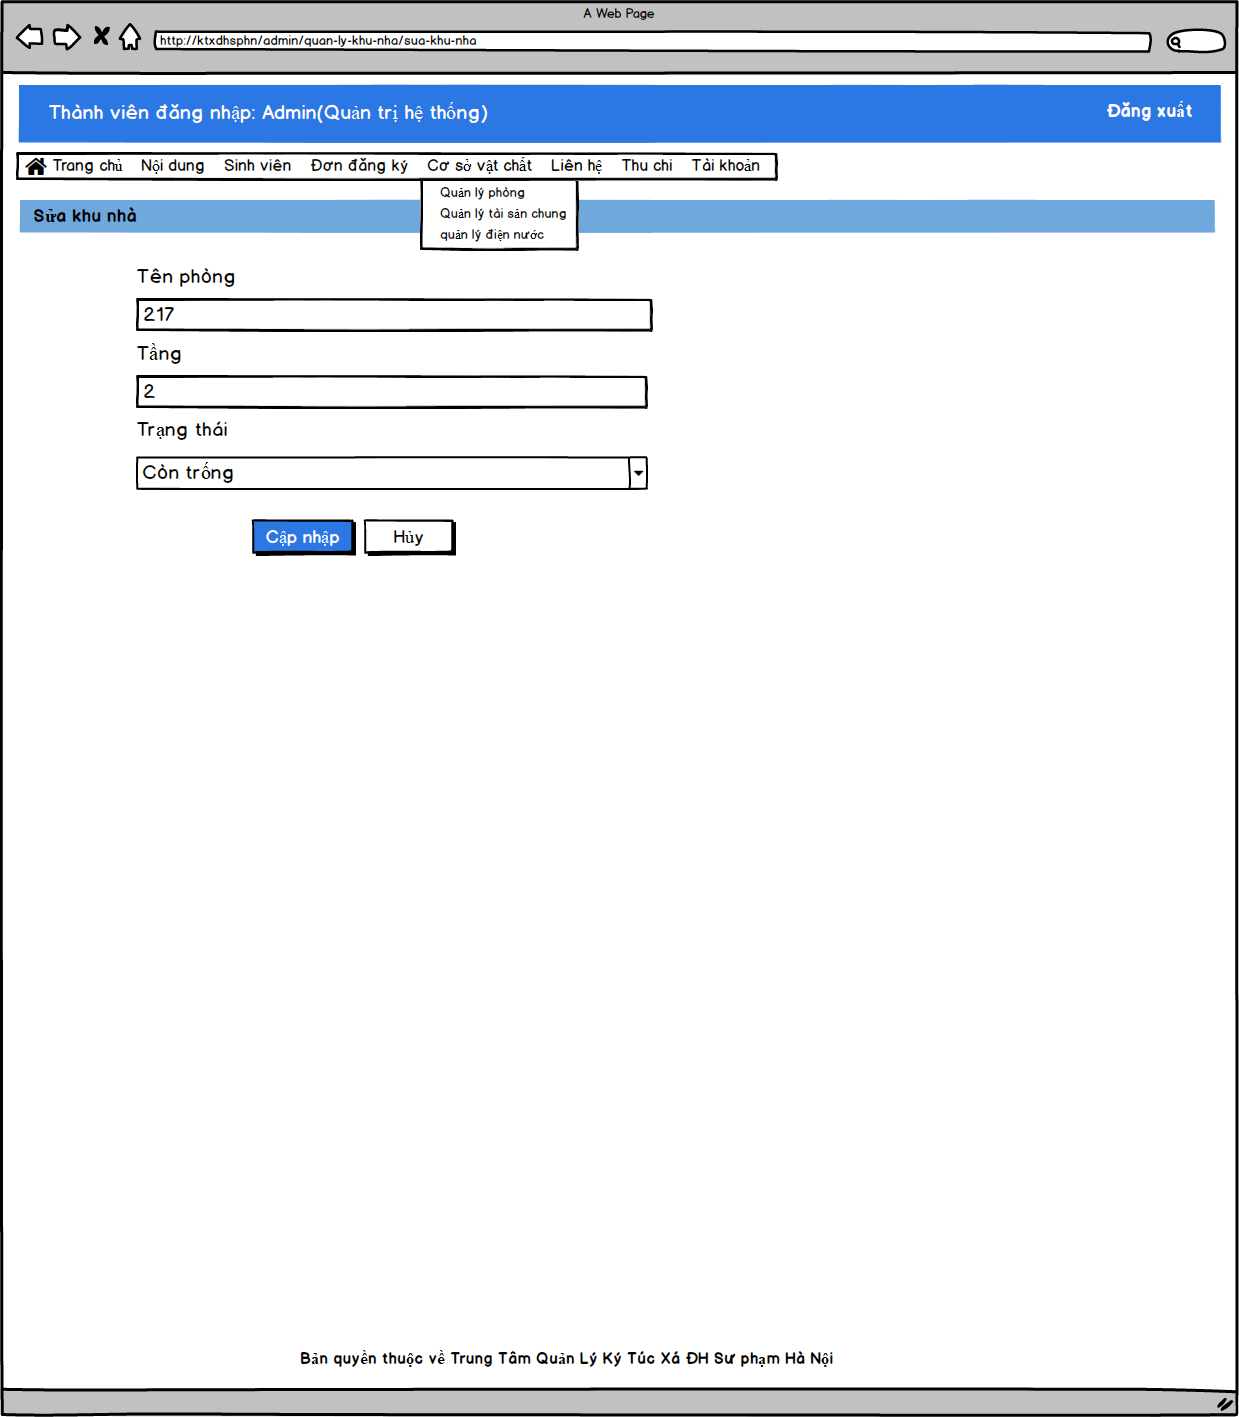 A Web Page
http://ktxdhsphn/admin/quan-ly-khu-nha/sua-khu-nha
Thành viên đăng nhập: Admin(Quản trị hệ thống)
Đăng xuất
Trang chủ Nội dung Sinh viên Đơn đăng ký Cơ sở vật chất Liên hệ Thu chi Tài khoản
Quản lý phòng
Quản lý tài sản chung
quản lý điện nước
Sửa khu nhà
Tên phòng
217
Tầng
2
Trạng thái
Còn trống
Cập nhập Hủy
Bản quyền thuộc về Trung Tâm Quản Lý Ký Túc Xá ĐH Sư phạm Hà Nội